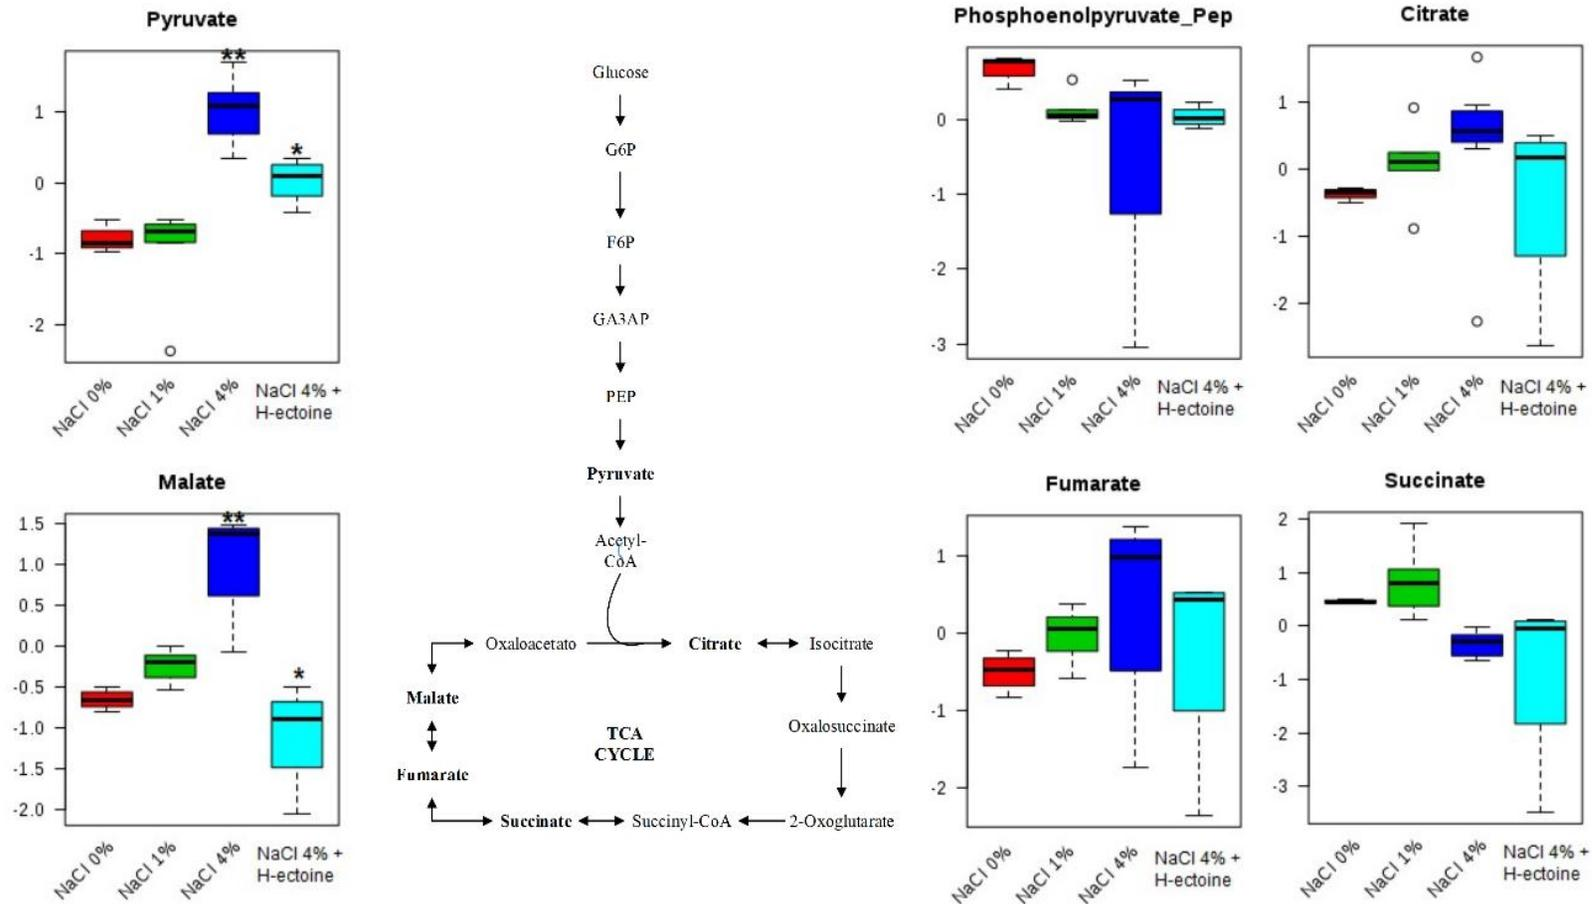 Pyruvate
**
*
1
0
-1
-2
NaCl 0%
NaCl 1%
NaCl 4%
NaCl 4% +
H-ectoine
Malate
**
*
1.5
1.0
0.5
0.0
-0.5
-1.0
-1.5
-2.0
NaCl 0%
NaCl 1%
NaCl 4%
NaCl 4% +
H-ectoine
Glucose
G6P
F6P
GA3AP
PEP
Pyruvate
Acetyl-
CoA
Oxaloacetato
Citrate
Isocitrate
Malate
Oxalosuccinate
TCA
CYCLE
Fumarate
Succinate
Succinyl-CoA
2-Oxoglutarate
Phosphoenolpyruvate_Pep
0
-1
-2
-3
NaCl 0%
NaCl 1%
NaCl 4%
NaCl 4% +
H-ectoine
Citrate
1
0
-1
-2
NaCl 0%
NaCl 1%
NaCl 4%
NaCl 4% +
H-ectoine
Fumarate
1
0
-1
-2
NaCl 0%
NaCl 1%
NaCl 4%
NaCl 4% +
H-ectoine
Succinate
2
1
0
-1
-2
-3
NaCl 0%
NaCl 1%
NaCl 4%
NaCl 4% +
H-ectoine